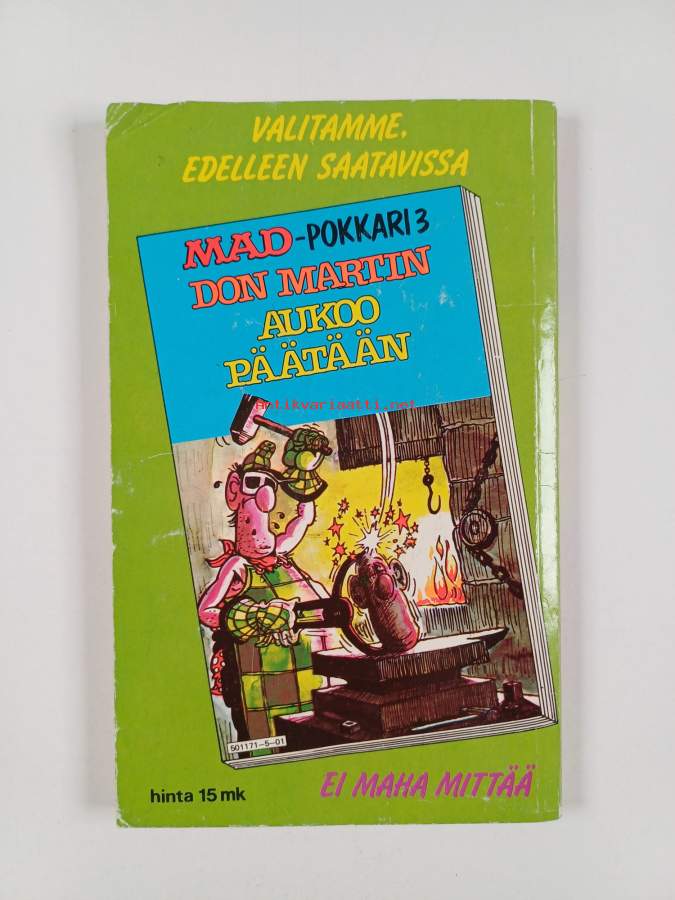 VALITAMME,
EDELLEEN SAATAVISSA
MAD-POKKARI 3
DON MARTIN
AUKOO
PÄÄTÄÄN
antikvariaatti.net
501171-5-01
hinta 15 mk
EI MAHA MITTÄÄ